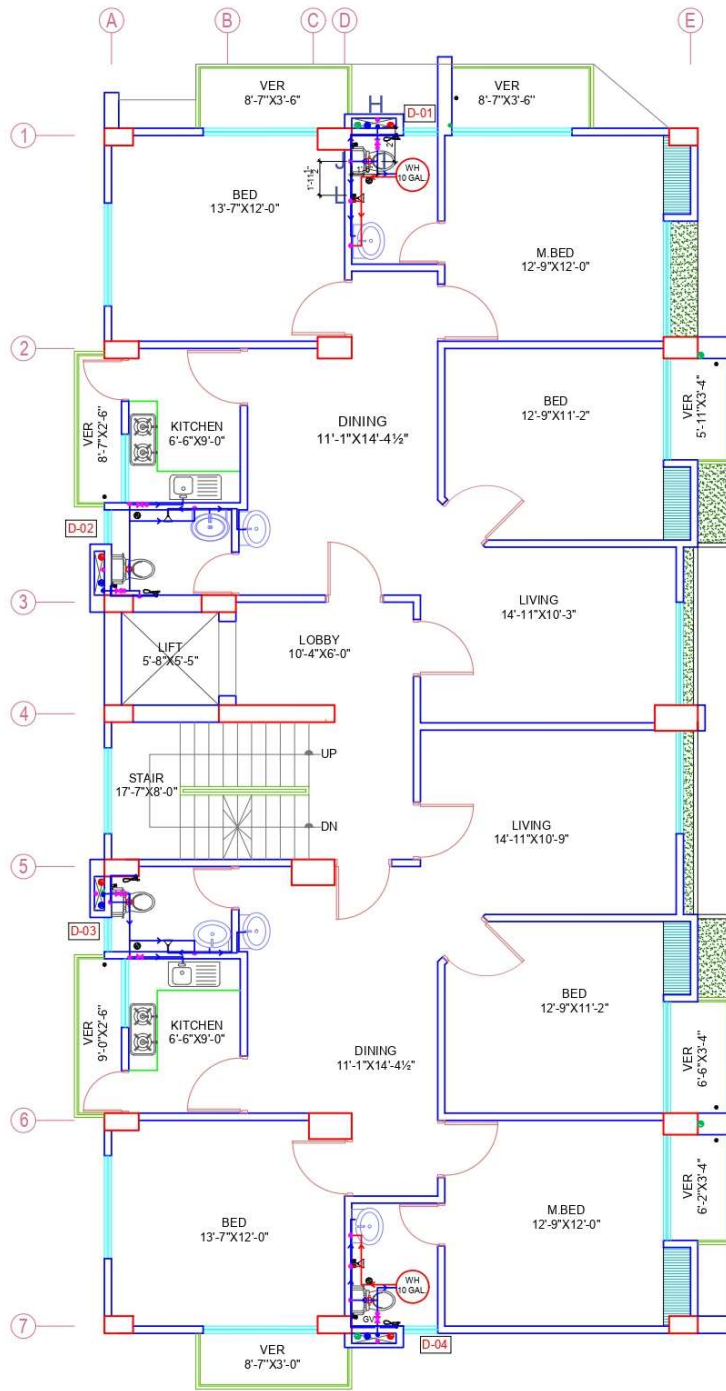 A
B
C
D
E
VER
8'-7"X3'-6"
H
D-01
VER
8'-7"X3'-6"
1
WH
10 GAL.
1'-11½"
BED
13'-7"X12'-0"
M.BED
12'-9"X12'-0"
2
VER
8'-7"X2'-6"
KITCHEN
6'-6"X9'-0"
DINING
11'-1"X14'-4½"
BED
12'-9"X11'-2"
VER
5'-11"X3'-4"
D-02
3
LIFT
5'-8"X5'-5"
LOBBY
10'-4"X6'-0"
LIVING
14'-11"X10'-3"
4
UP
STAIR
17'-7"X8'-0"
DN
LIVING
14'-11"X10'-9"
5
D-03
VER
9'-0"X2'-6"
KITCHEN
6'-6"X9'-0"
DINING
11'-1"X14'-4½"
BED
12'-9"X11'-2"
VER
6'-6"X3'-4"
6
BED
13'-7"X12'-0"
M.BED
12'-9"X12'-0"
VER
6'-2"X3'-4"
WH
10 GAL.
GV
7
D-04
VER
8'-7"X3'-0"